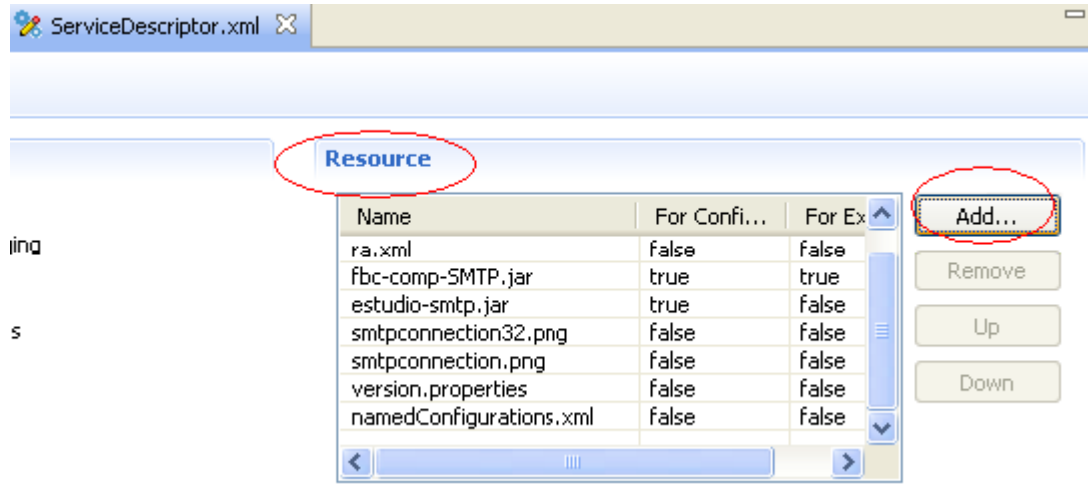 ServiceDescriptor.xml
Resource
Name For Confi... For Ex
Add...
ging
ra.xml false false
fbc-comp-SMTP.jar true true
Remove
estudio-smtp.jar true false
s
smtpconnection32.png false false
Up
smtpconnection.png false false
version.properties false false
Down
namedConfigurations.xml false false